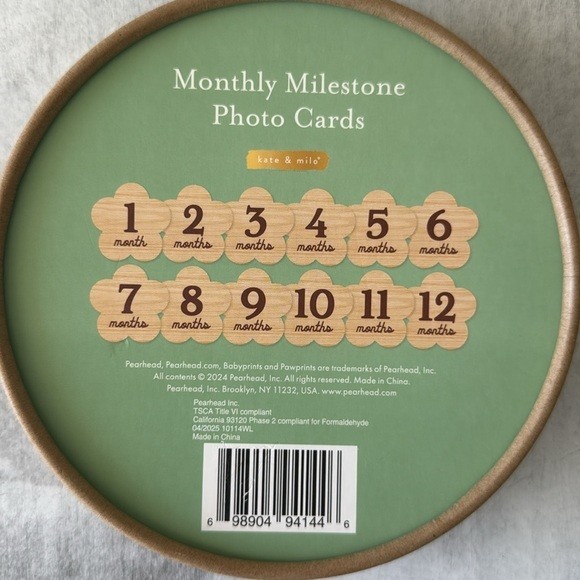 Monthly Milestone
Photo Cards
kate & milo®
1 2 3 4 5 6
month months months months months months
7 8 9 10 11 12
months months months months months months
Pearhead, Pearhead.com, Babyprints and Pawprints are trademarks of Pearhead, Inc.
All contents © 2024 Pearhead, Inc. All rights reserved. Made in China.
Pearhead, Inc. Brooklyn, NY 11232, USA. www.pearhead.com
Pearhead Inc.
TSCA Title VI compliant
California 93120 Phase 2 compliant for Formaldehyde
04/2025 10114WL
Made in China
6 98904 94144 6